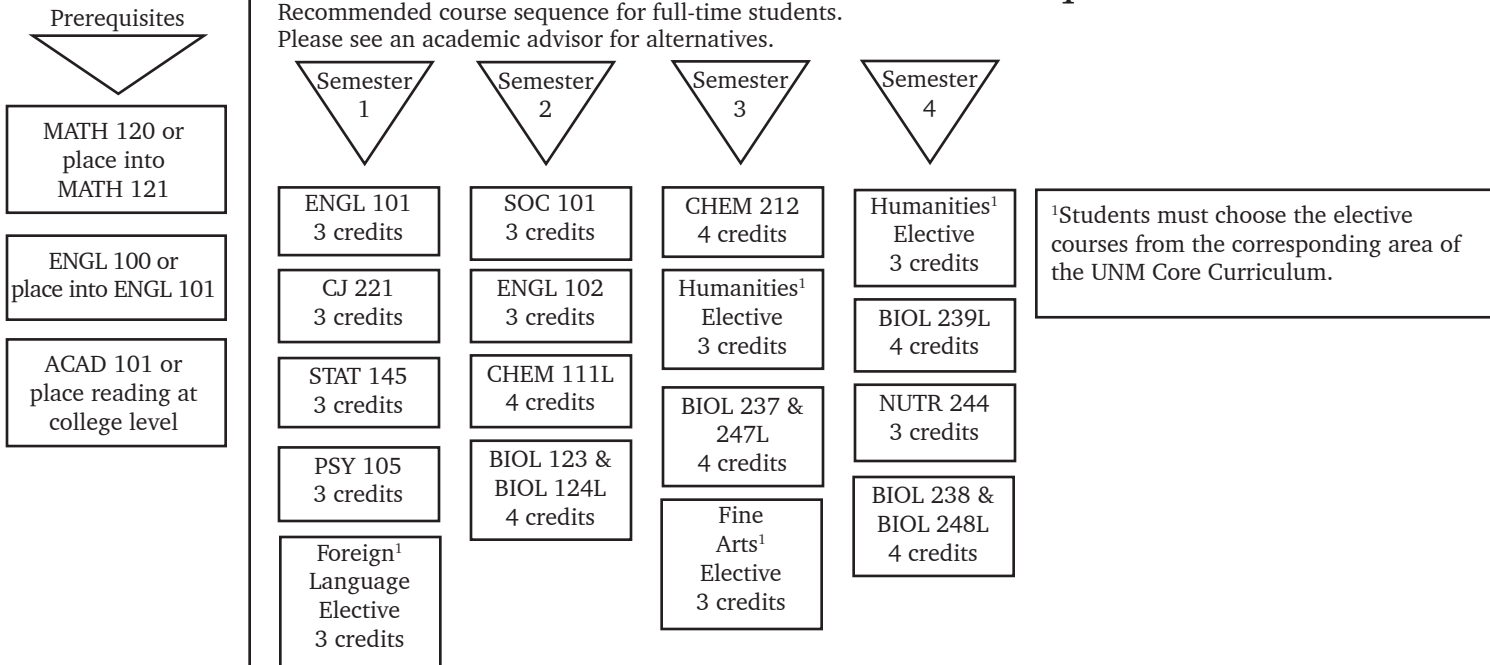 Prerequisites
MATH 120 or
place into
MATH 121
ENGL 100 or
place into ENGL 101
ACAD 101 or
place reading at
college level
Recommended course sequence for full-time students.
Please see an academic advisor for alternatives.
Semester
1
ENGL 101
3 credits
CJ 221
3 credits
STAT 145
3 credits
PSY 105
3 credits
Foreign¹
Language
Elective
3 credits
Semester
2
SOC 101
3 credits
ENGL 102
3 credits
CHEM 111L
4 credits
BIOL 123 &
BIOL 124L
4 credits
Semester
3
CHEM 212
4 credits
Humanities¹
Elective
3 credits
BIOL 237 &
247L
4 credits
Fine
Arts¹
Elective
3 credits
Semester
4
Humanities¹
Elective
3 credits
BIOL 239L
4 credits
NUTR 244
3 credits
BIOL 238 &
BIOL 248L
4 credits
¹Students must choose the elective
courses from the corresponding area of
the UNM Core Curriculum.